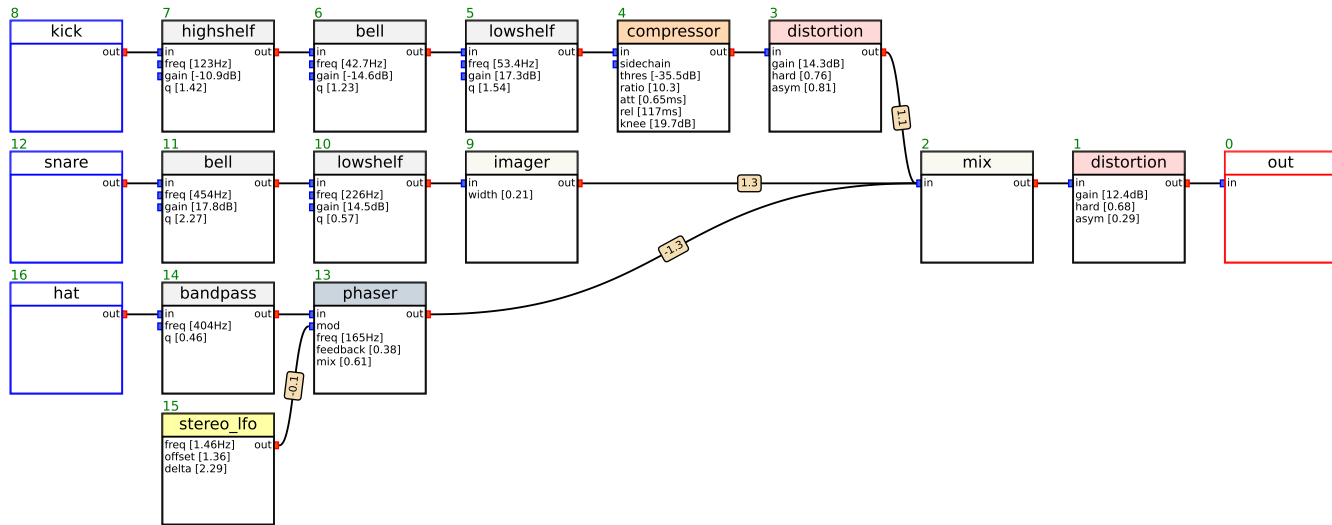 8
kick
out
7
highshelf
in out
freq [123Hz]
gain [-10.9dB]
q [1.42]
6
bell
in out
freq [42.7Hz]
gain [-14.6dB]
q [1.23]
5
lowshelf
in out
freq [53.4Hz]
gain [17.3dB]
q [1.54]
4
compressor
in out
sidechain
thres [-35.5dB]
ratio [10.3]
att [0.65ms]
rel [117ms]
knee [19.7dB]
3
distortion
in out
gain [14.3dB]
hard [0.76]
asym [0.81]
1.1
12
snare
out
11
bell
in out
freq [454Hz]
gain [17.8dB]
q [2.27]
10
lowshelf
in out
freq [226Hz]
gain [14.5dB]
q [0.57]
9
imager
in out
width [0.21]
1.3
2
mix
in out
1
distortion
in out
gain [12.4dB]
hard [0.68]
asym [0.29]
0
out
in
-1.3
16
hat
out
14
bandpass
in out
freq [404Hz]
q [0.46]
13
phaser
in out
mod
freq [165Hz]
feedback [0.38]
mix [0.61]
-0.1
15
stereo_lfo
freq [1.46Hz] out
offset [1.36]
delta [2.29]